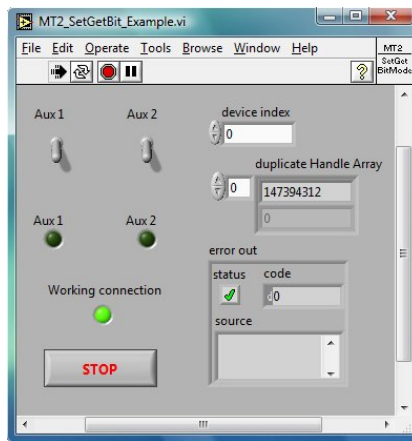 MT2_SetGetBit_Example.vi
File Edit Operate Tools Browse Window Help
MT2
SetGet
BitMode
?
Aux 1 Aux 2 device index
0
duplicate Handle Array
0 147394312
0
Aux 1 Aux 2
error out
status code
0
Working connection
source
STOP